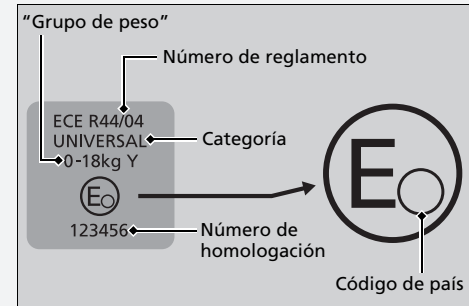 “Grupo de peso”
Número de reglamento
ECE R44/04
UNIVERSAL
Categoría
0-18kg Y
E
E
123456
Número de
homologación
Código de país